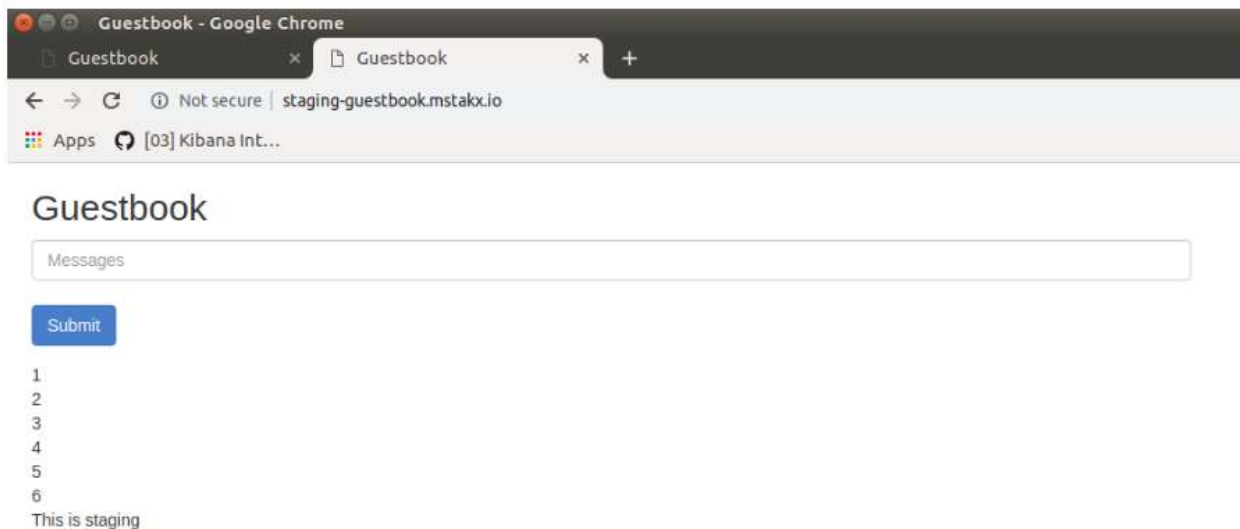 Guestbook - Google Chrome
Guestbook × Guestbook × +
Not secure | staging-guestbook.mstakx.io
Apps [03] Kibana Int...
Guestbook
Messages
Submit
1
2
3
4
5
6
This is staging